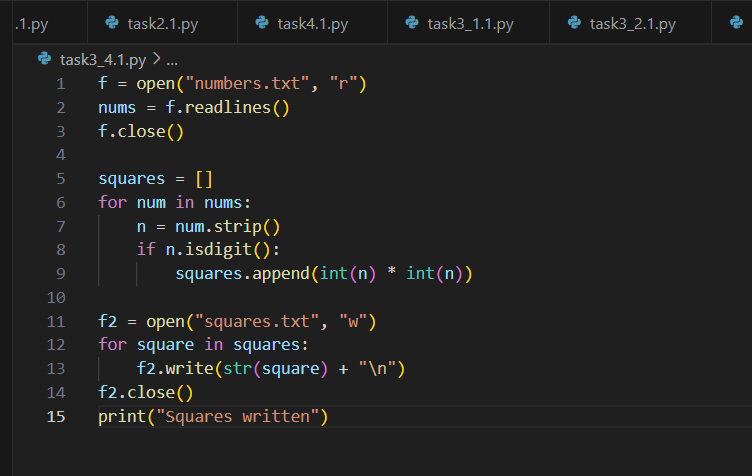 .1.py task2.1.py task4.1.py task3_1.1.py task3_2.1.py
task3_4.1.py > ...
1 f = open("numbers.txt", "r")
2 nums = f.readlines()
3 f.close()
4
5 squares = []
6 for num in nums:
7     n = num.strip()
8     if n.isdigit():
9         squares.append(int(n) * int(n))
10
11 f2 = open("squares.txt", "w")
12 for square in squares:
13     f2.write(str(square) + "\n")
14 f2.close()
15 print("Squares written")